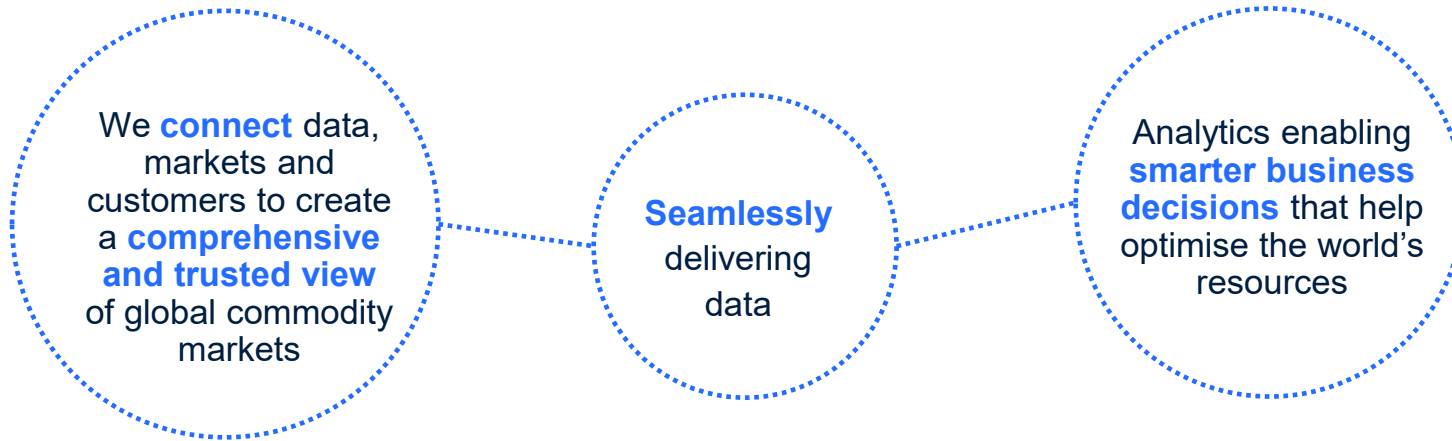 We connect data,
markets and
customers to create
a comprehensive
and trusted view
of global commodity
markets
Seamlessly
delivering
data
Analytics enabling
smarter business
decisions that help
optimise the world’s
resources